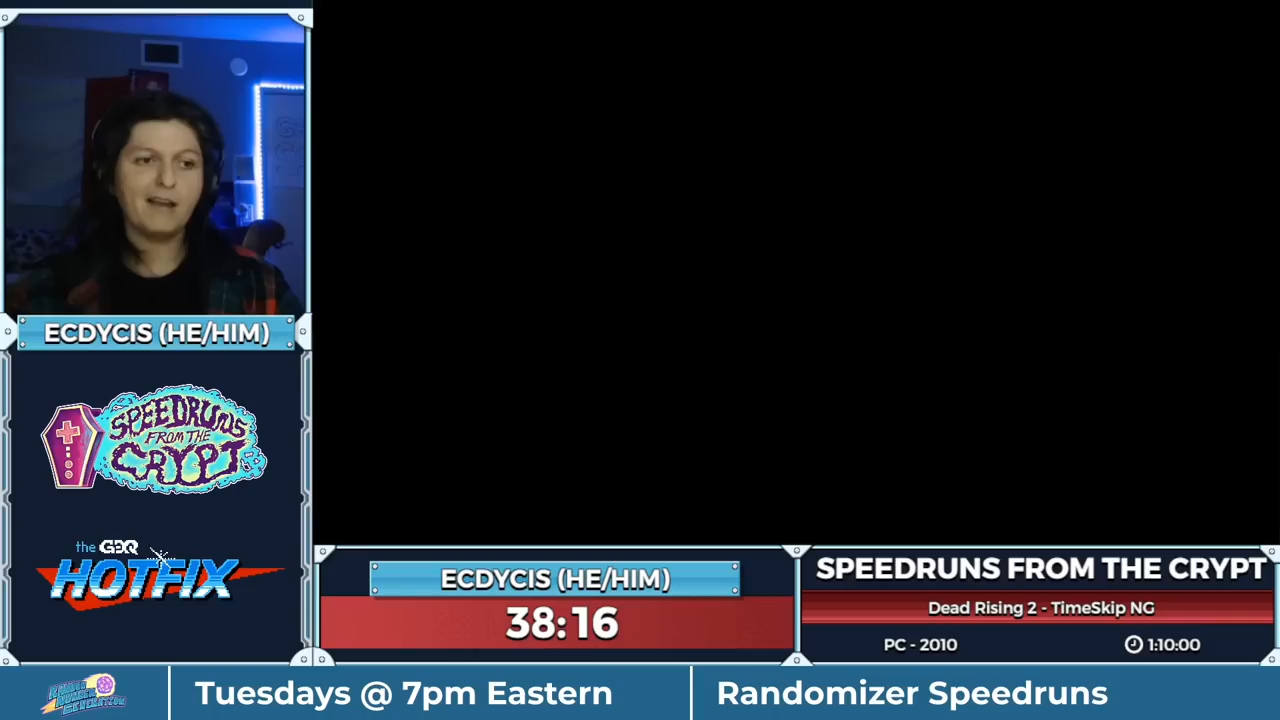 ECDYCIS (HE/HIM)
SPEEDRUNS
FROM THE
CRYPT
the GDQ
HOTFIX
ECDYCIS (HE/HIM)
38:16
SPEEDRUNS FROM THE CRYPT
Dead Rising 2 - TimeSkip NG
PC - 2010
1:10:00
Tuesdays @ 7pm Eastern
Randomizer Speedruns